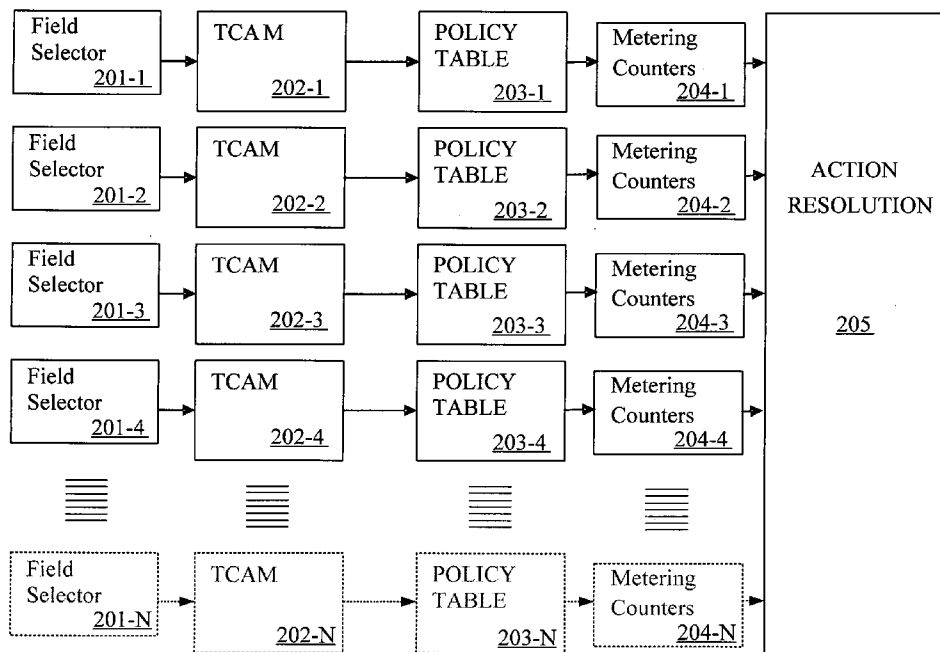 Field
Selector
201-1
TCAM
202-1
POLICY
TABLE
203-1
Metering
Counters
204-1
Field
Selector
201-2
TCAM
202-2
POLICY
TABLE
203-2
Metering
Counters
204-2
ACTION
RESOLUTION
205
Field
Selector
201-3
TCAM
202-3
POLICY
TABLE
203-3
Metering
Counters
204-3
Field
Selector
201-4
TCAM
202-4
POLICY
TABLE
203-4
Metering
Counters
204-4
Field
Selector
201-N
TCAM
202-N
POLICY
TABLE
203-N
Metering
Counters
204-N